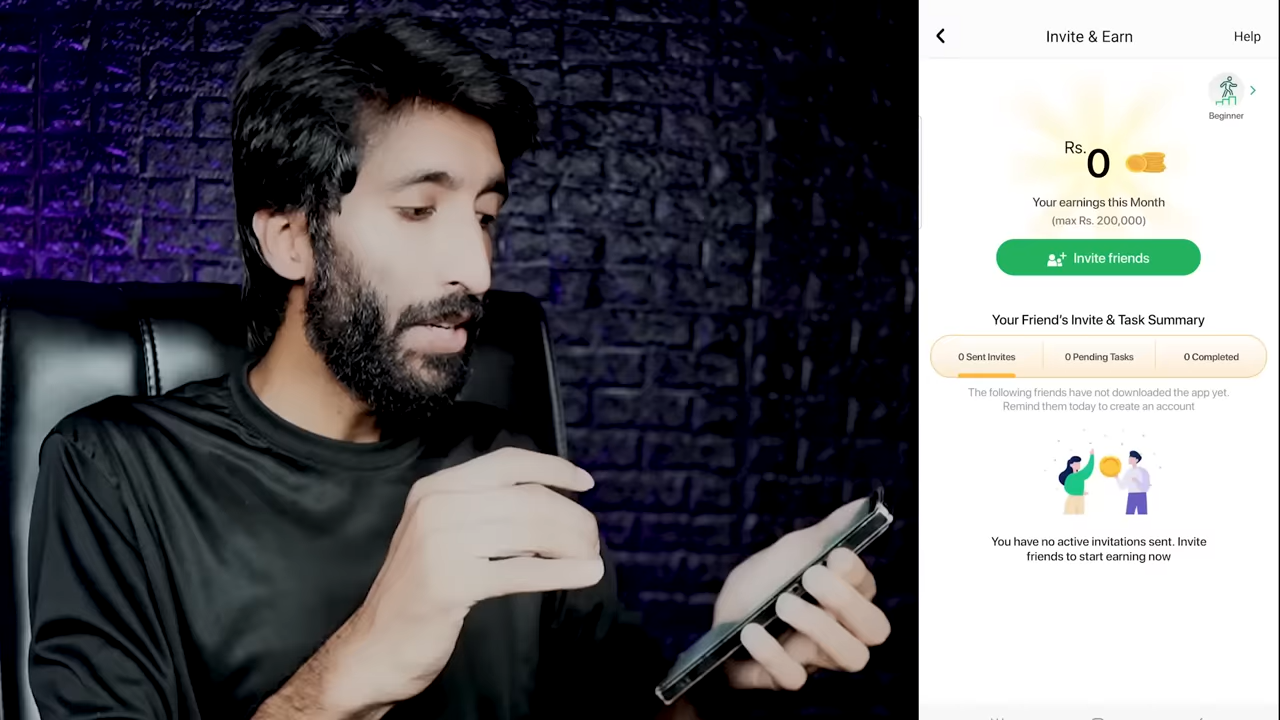 Invite & Earn
Help
Beginner
Rs. 0
Your earnings this Month
(max Rs. 200,000)
Invite friends
Your Friend's Invite & Task Summary
0 Sent Invites
0 Pending Tasks
0 Completed
The following friends have not downloaded the app yet.
Remind them today to create an account
You have no active invitations sent. Invite
friends to start earning now